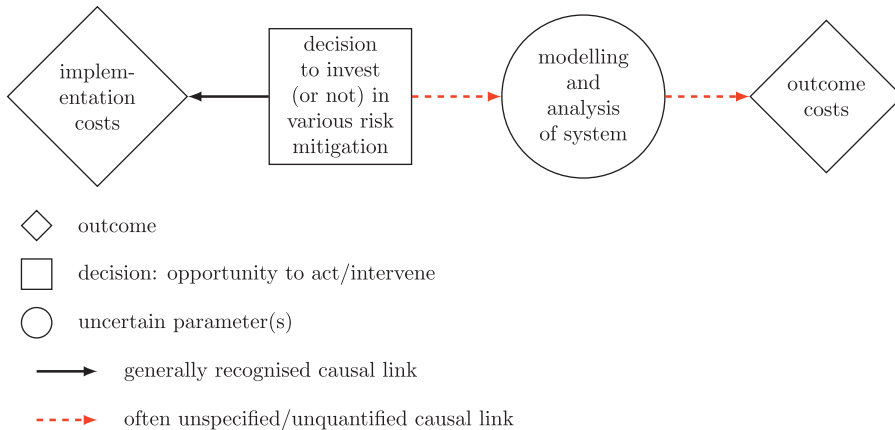 implem-
entation
costs
decision
to invest
(or not) in
various risk
mitigation
modelling
and
analysis
of system
outcome
costs
outcome
decision: opportunity to act/intervene
uncertain parameter(s)
generally recognised causal link
often unspecified/unquantified causal link